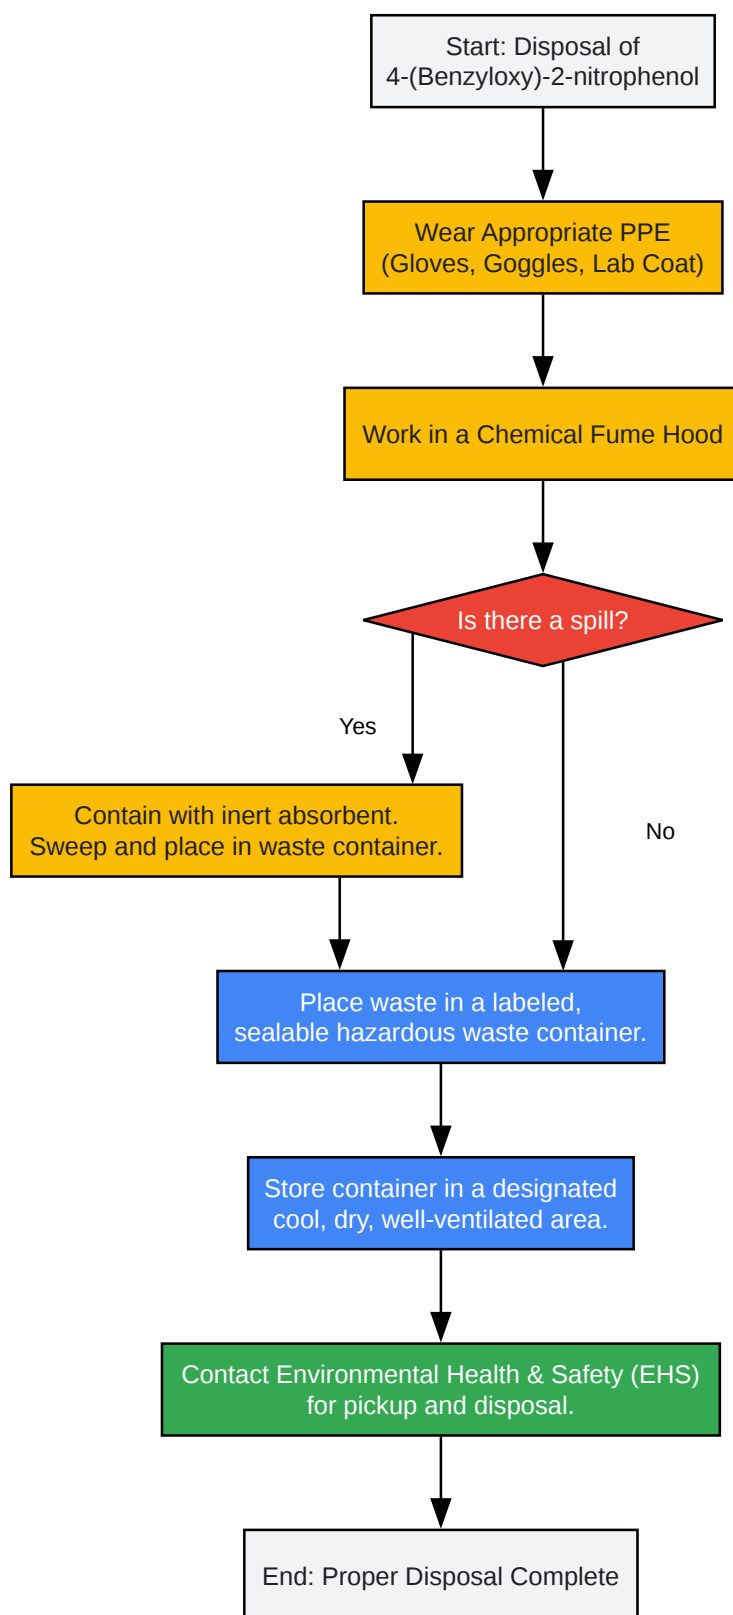 Start: Disposal of
4-(Benzyloxy)-2-nitrophenol
Wear Appropriate PPE
(Gloves, Goggles, Lab Coat)
Work in a Chemical Fume Hood
Is there a spill?
Yes
Contain with inert absorbent.
Sweep and place in waste container.
No
Place waste in a labeled,
sealable hazardous waste container.
Store container in a designated
cool, dry, well-ventilated area.
Contact Environmental Health & Safety (EHS)
for pickup and disposal.
End: Proper Disposal Complete